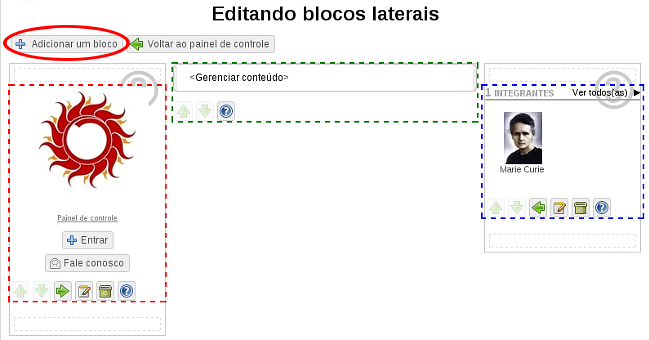 Editando blocos laterais
Adicionar um bloco
Voltar ao painel de controle
<Gerenciar conteúdo>
1 INTEGRANTES
Ver todos(as)
Marie Curie
Painel de controle
Entrar
Fale conosco